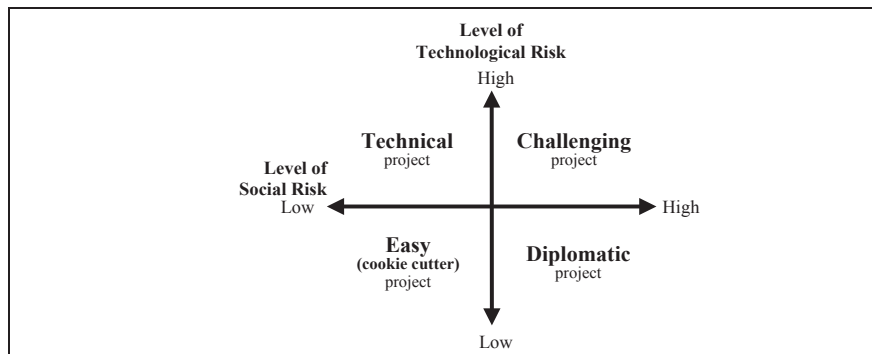 Level of
Technological Risk
High
Technical
project
Challenging
project
Level of
Social Risk
Low
High
Easy
(cookie cutter)
project
Diplomatic
project
Low